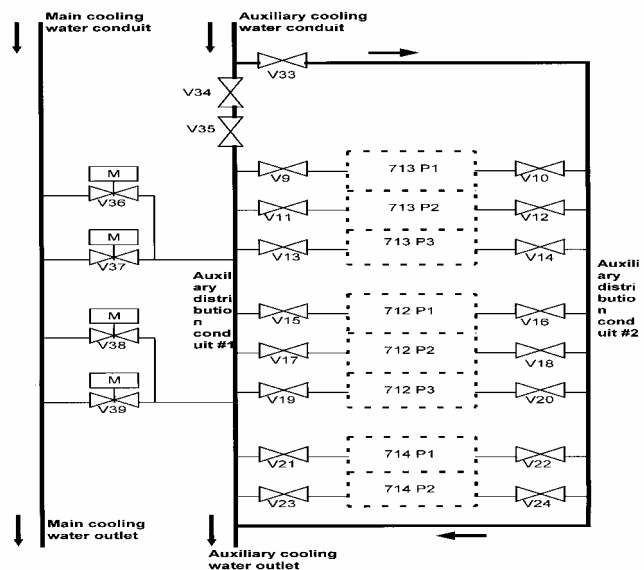 Main cooling
water conduit
Auxiliary cooling
water conduit
V33
V34
V35
M
V36
V9
713 P1
V10
V11
713 P2
V12
M
V37
V13
713 P3
V14
Auxili
ary distri
butio
n
cond
uit #1
Auxili
ary
distri
butio
n
cond
uit #2
V15
712 P1
V16
M
V38
V17
712 P2
V18
M
V39
V19
712 P3
V20
V21
714 P1
V22
V23
714 P2
V24
Main cooling
water outlet
Auxiliary cooling
water outlet